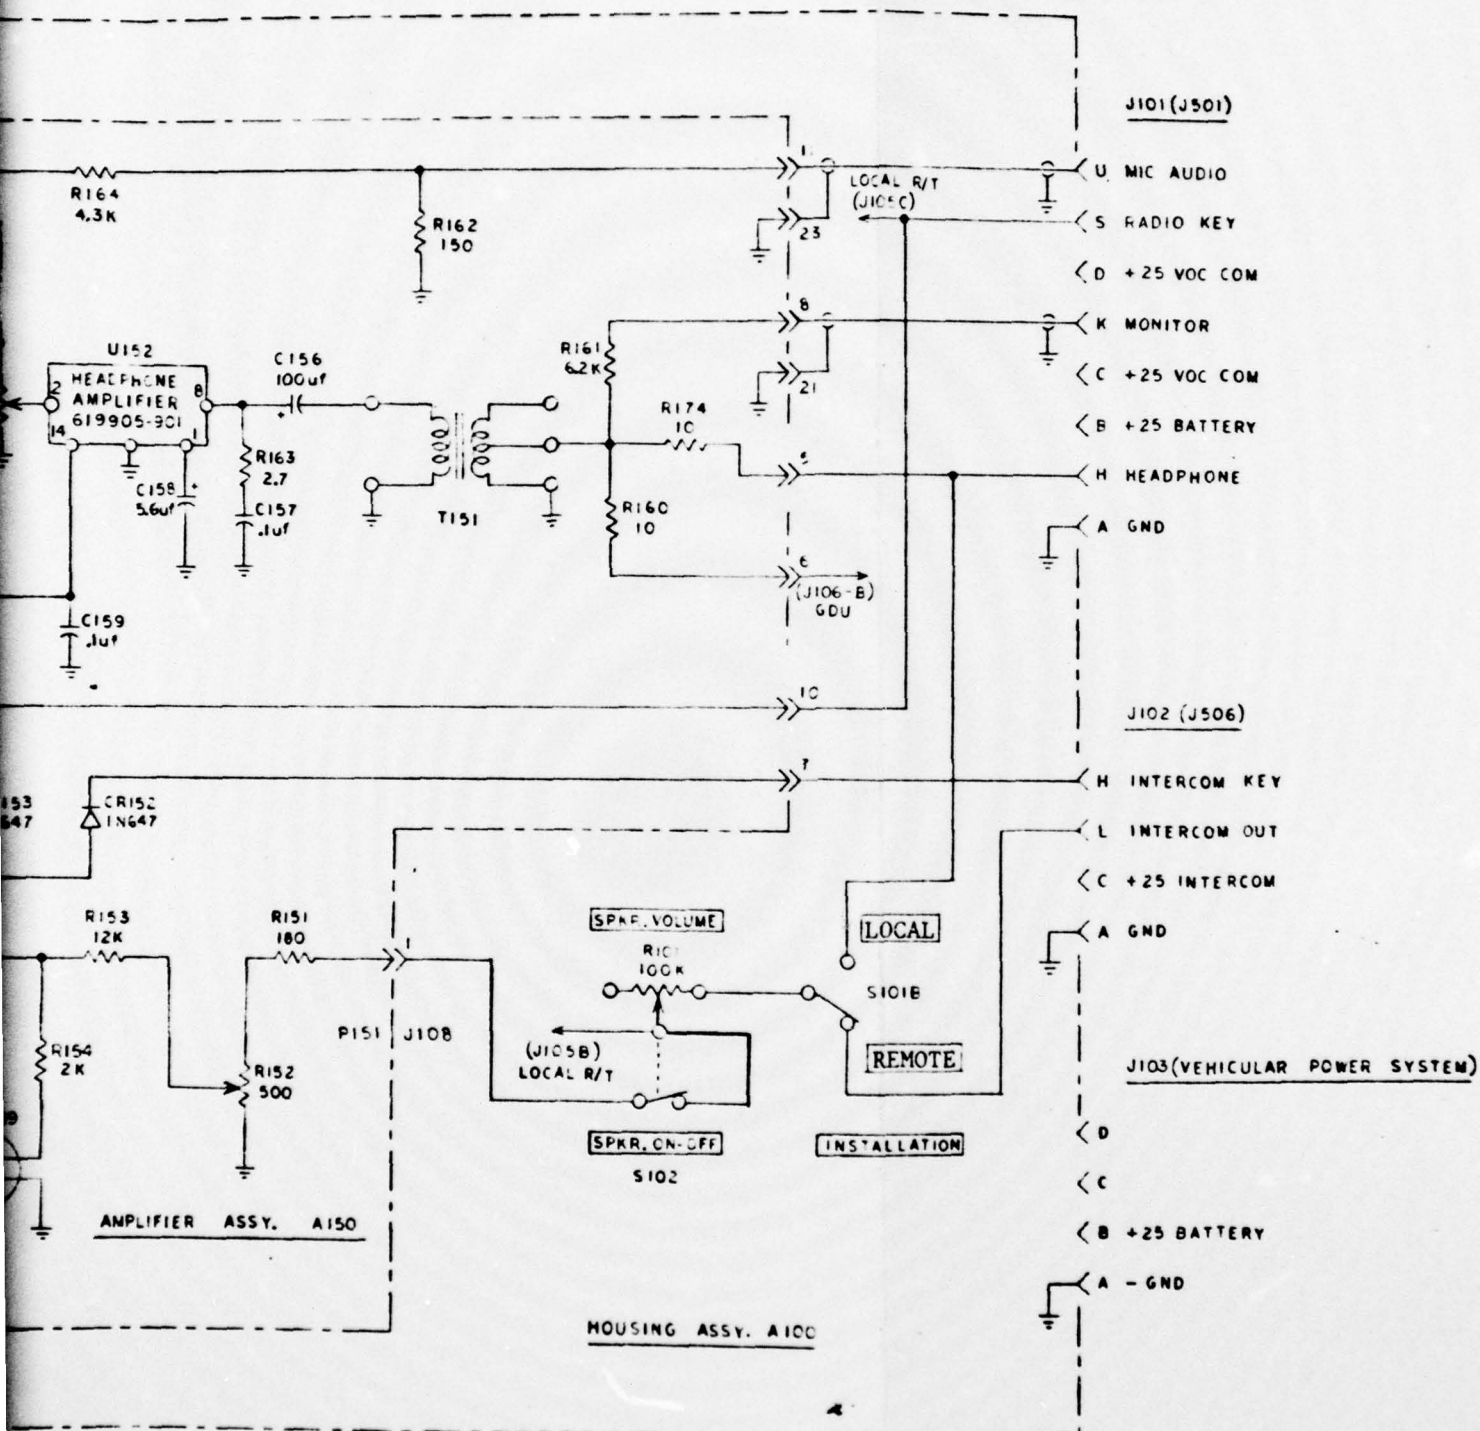 J101(J501)
U MIC AUDIO
LOCAL R/T
(J105C)
R164
4.3K
R162
150
23
S RADIO KEY
D +25 VOC COM
8
K MONITOR
U152
HEADPHONE
AMPLIFIER
619905-901
2
8
14
1
C156
100uf
+
R161
6.2K
21
C +25 VOC COM
R174
10
B +25 BATTERY
R163
2.7
C158
5.6uf
+
C157
.1uf
T151
R160
10
H HEADPHONE
A GND
6
(J106-B)
GDU
C159
.1uf
10
J102 (J506)
7
H INTERCOM KEY
153
647
CR152
1N647
L INTERCOM OUT
C +25 INTERCOM
R153
12K
R151
180
1
SPKR. VOLUME
R101
100K
LOCAL
A GND
S101B
P151
J108
(J105B)
LOCAL R/T
REMOTE
R154
2K
R152
500
J103(VEHICULAR POWER SYSTEM)
D
9
SPKR. ON-OFF
S102
INSTALLATION
C
AMPLIFIER ASSY. A150
B +25 BATTERY
A - GND
HOUSING ASSY. A100